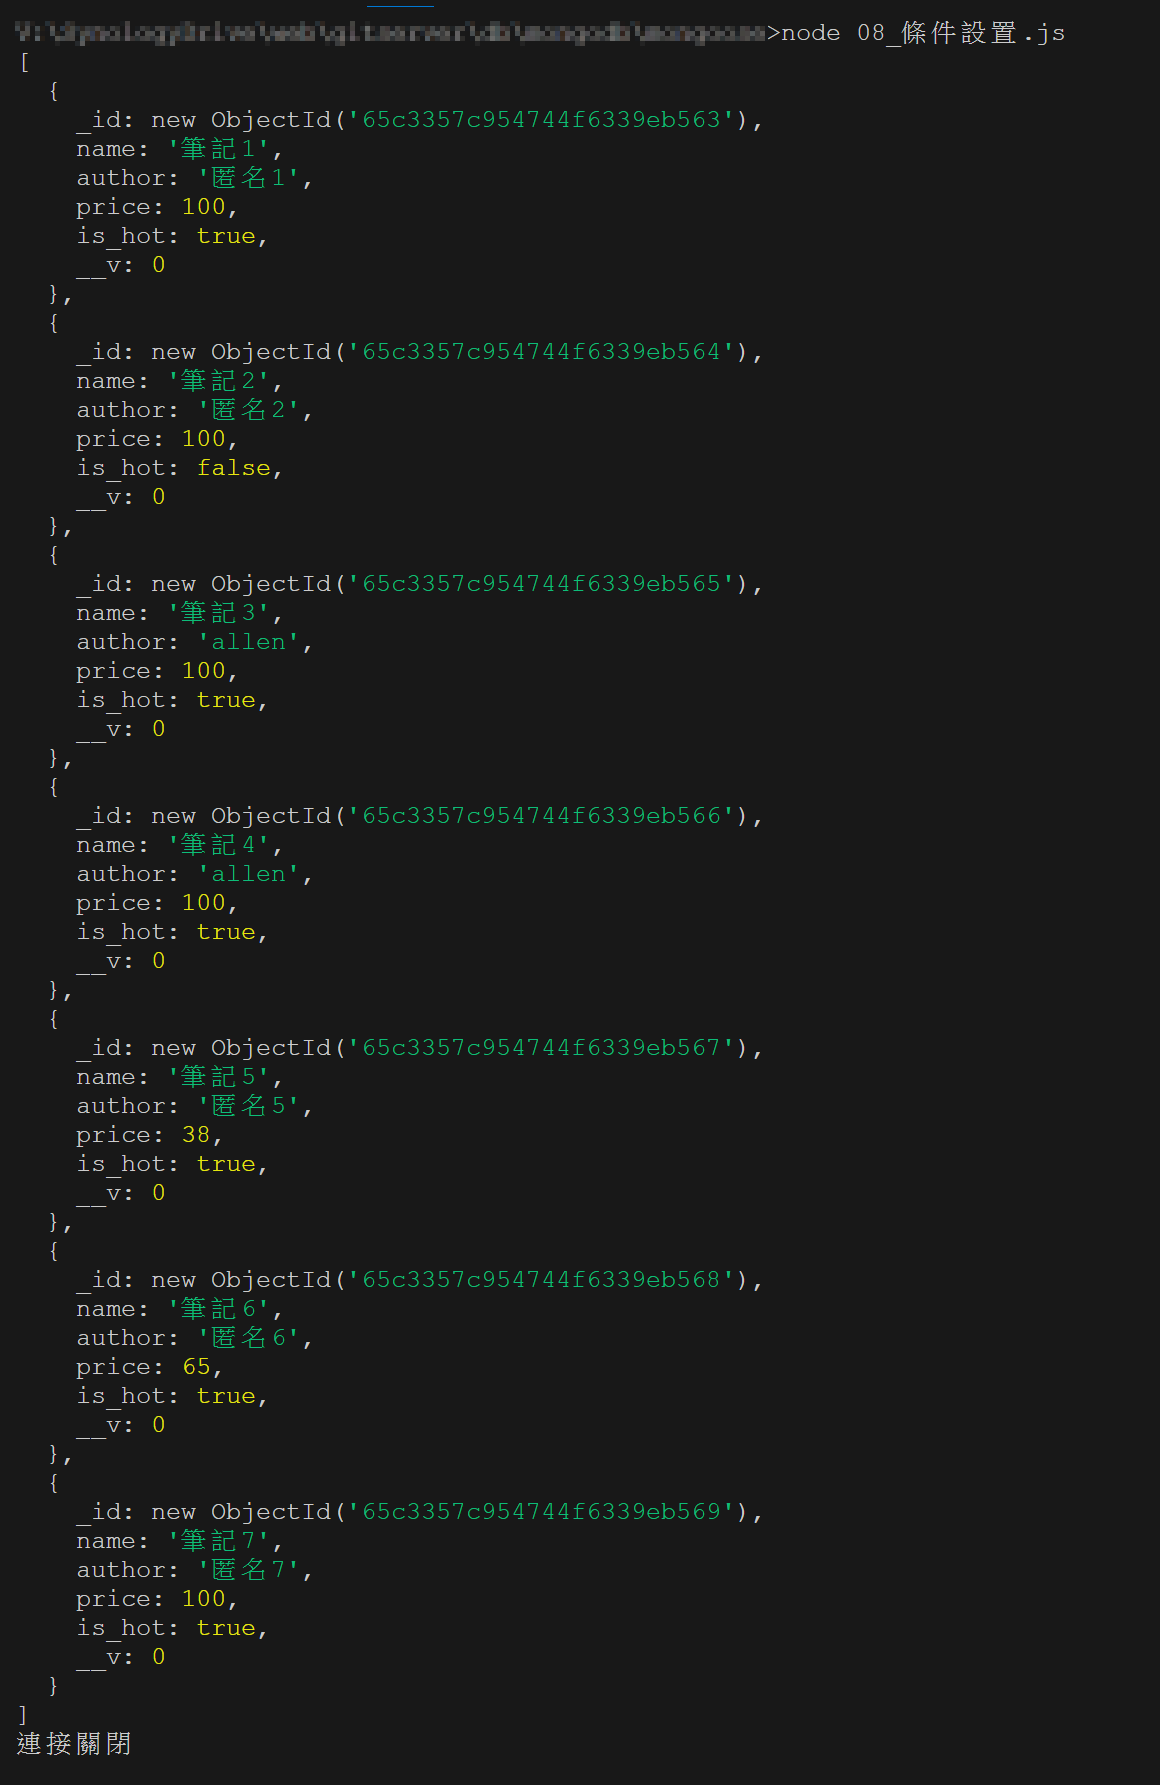 >node 08_條件設置.js
[
  {
    _id: new ObjectId('65c3357c954744f6339eb563'),
    name: '筆記1',
    author: '匿名1',
    price: 100,
    is_hot: true,
    __v: 0
  },
  {
    _id: new ObjectId('65c3357c954744f6339eb564'),
    name: '筆記2',
    author: '匿名2',
    price: 100,
    is_hot: false,
    __v: 0
  },
  {
    _id: new ObjectId('65c3357c954744f6339eb565'),
    name: '筆記3',
    author: 'allen',
    price: 100,
    is_hot: true,
    __v: 0
  },
  {
    _id: new ObjectId('65c3357c954744f6339eb566'),
    name: '筆記4',
    author: 'allen',
    price: 100,
    is_hot: true,
    __v: 0
  },
  {
    _id: new ObjectId('65c3357c954744f6339eb567'),
    name: '筆記5',
    author: '匿名5',
    price: 38,
    is_hot: true,
    __v: 0
  },
  {
    _id: new ObjectId('65c3357c954744f6339eb568'),
    name: '筆記6',
    author: '匿名6',
    price: 65,
    is_hot: true,
    __v: 0
  },
  {
    _id: new ObjectId('65c3357c954744f6339eb569'),
    name: '筆記7',
    author: '匿名7',
    price: 100,
    is_hot: true,
    __v: 0
  }
]
連接關閉